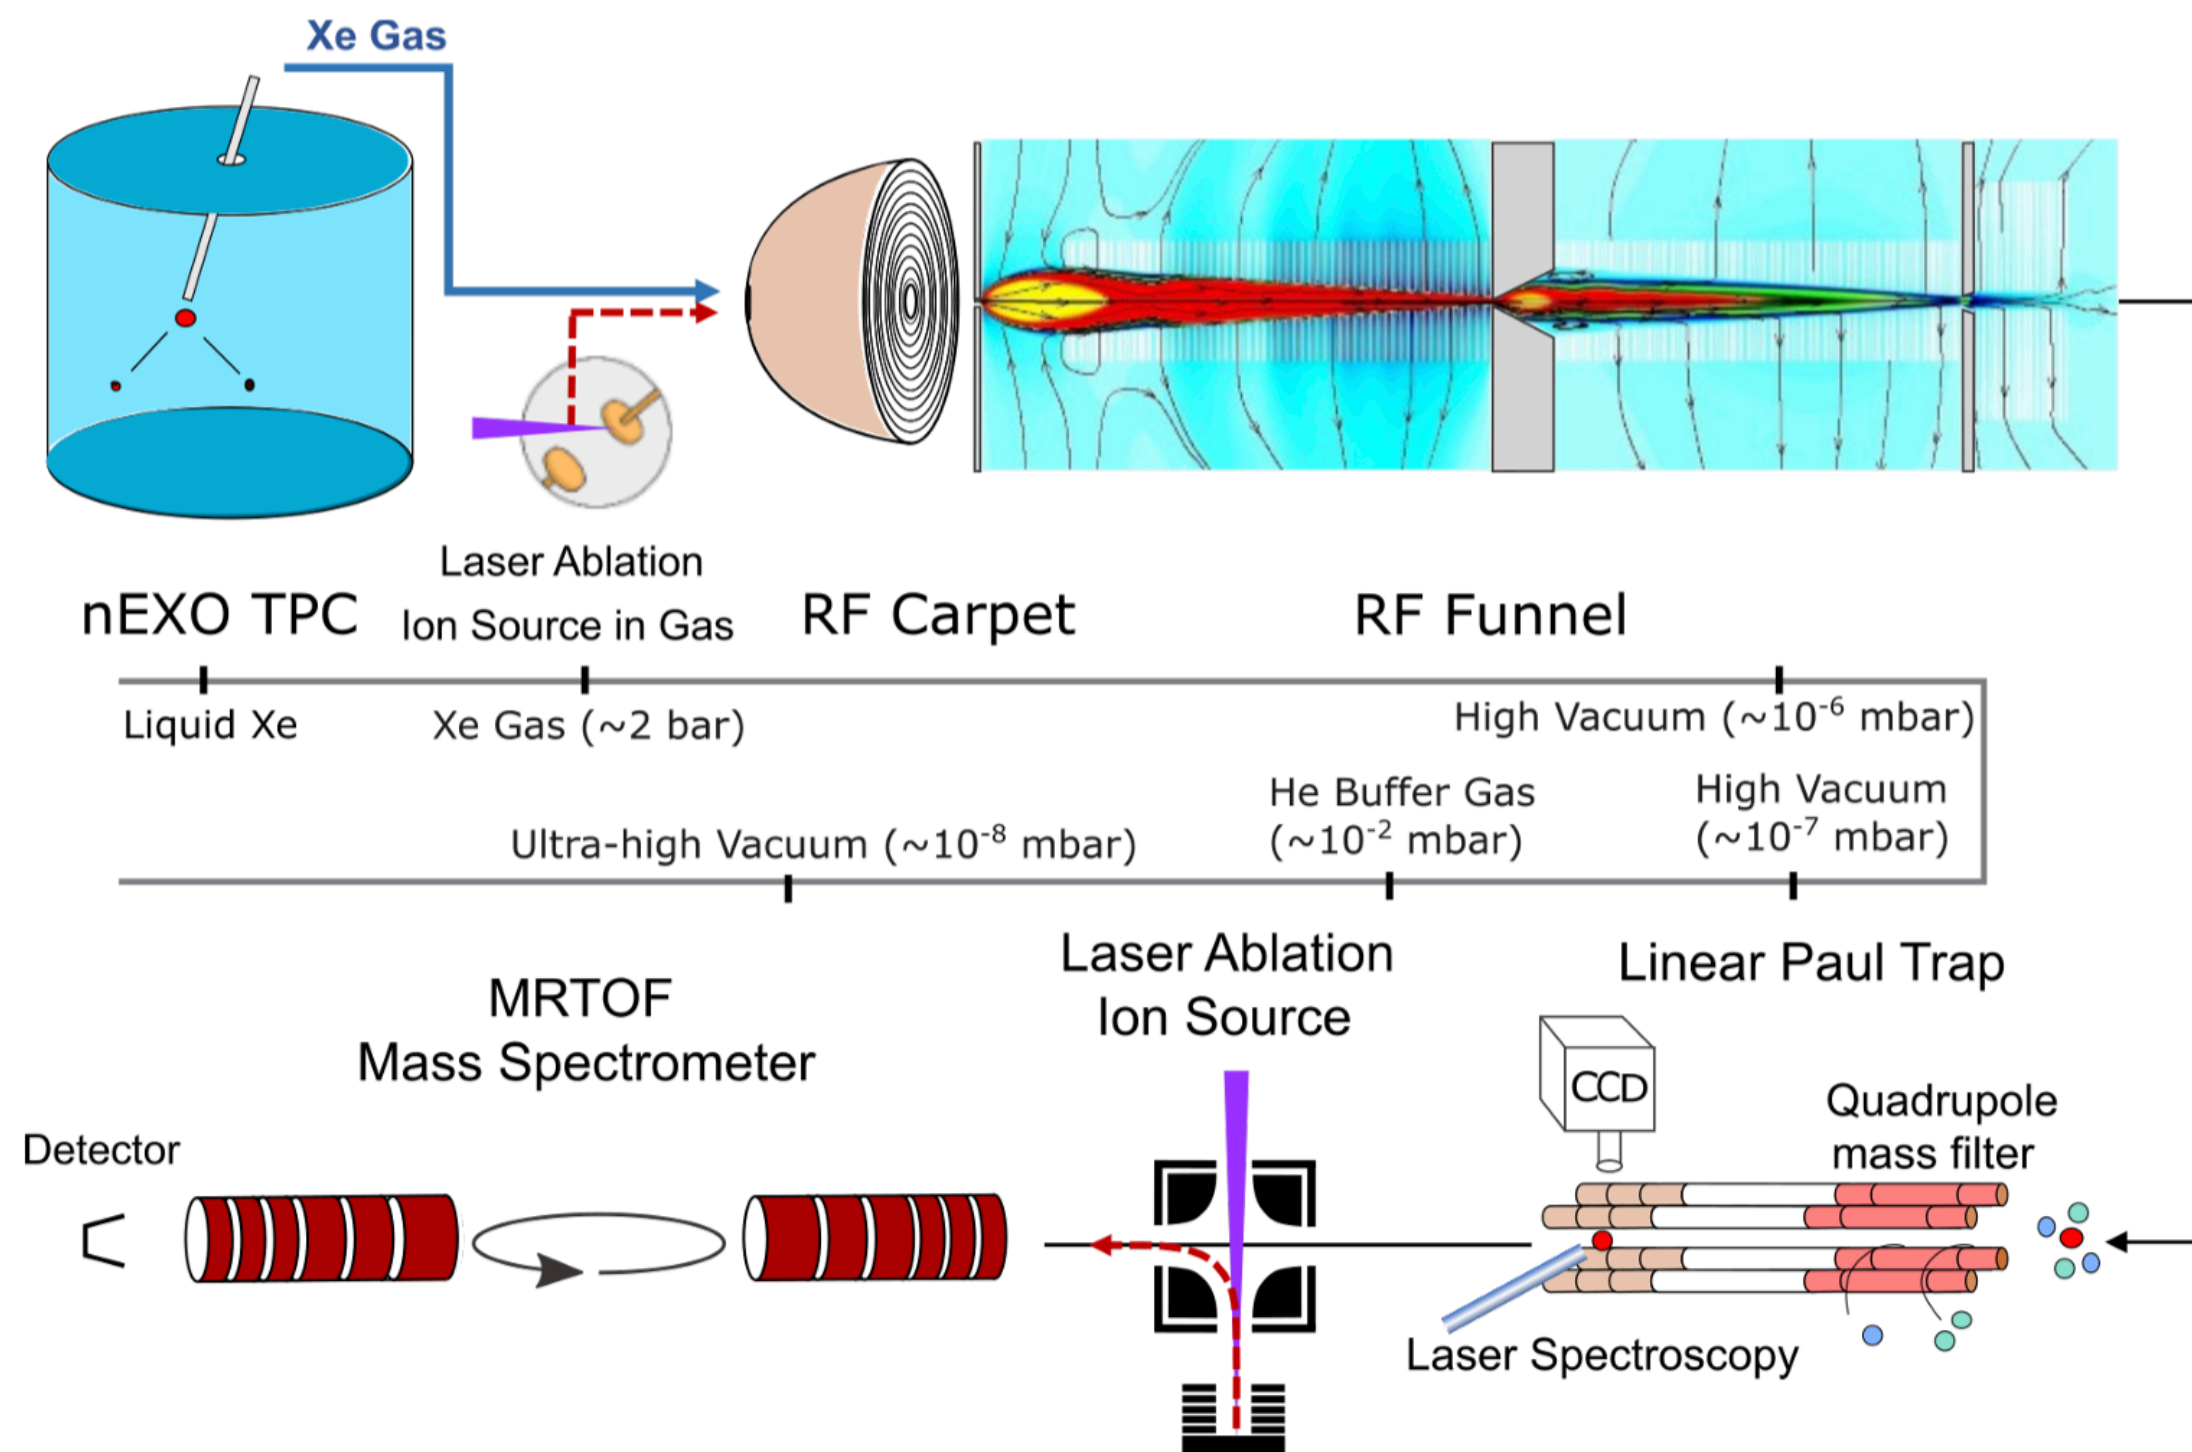 Xe Gas
Laser Ablation
Ion Source in Gas
nEXO TPC
RF Carpet
RF Funnel
Liquid Xe
Xe Gas (~2 bar)
High Vacuum (~10⁻⁶ mbar)
Ultra-high Vacuum (~10⁻⁸ mbar)
He Buffer Gas
(~10⁻² mbar)
High Vacuum
(~10⁻⁷ mbar)
MRTOF
Mass Spectrometer
Laser Ablation
Ion Source
Linear Paul Trap
CCD
Quadrupole
mass filter
Detector
Laser Spectroscopy